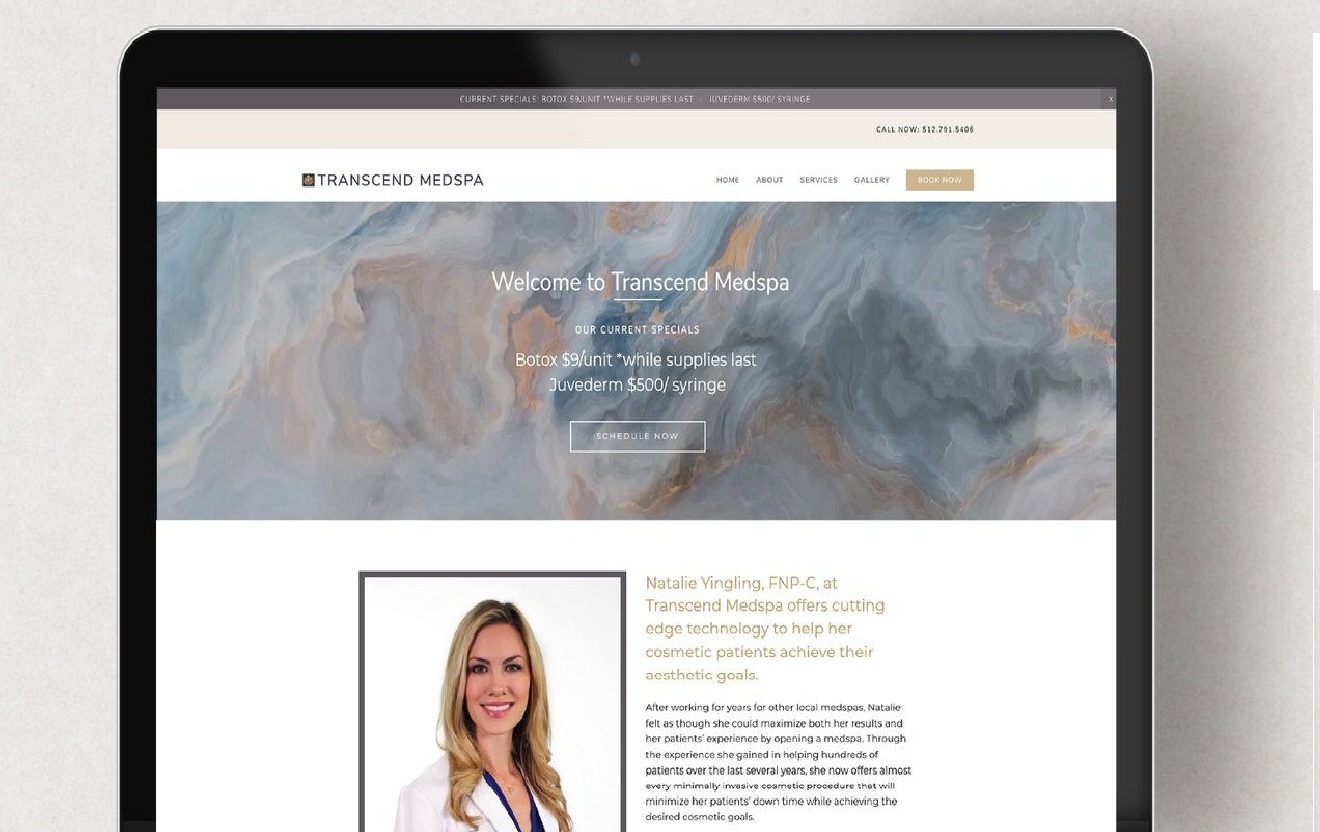 CURRENT SPECIALS: BOTOX $9/UNIT *WHILE SUPPLIES LAST - JUVEDERM $500/ SYRINGE X
CALL NOW: 512.791.5406
TRANSCEND MEDSPA
HOME ABOUT SERVICES GALLERY BOOK NOW
Welcome to Transcend Medspa
OUR CURRENT SPECIALS
Botox $9/unit *while supplies last
Juvederm $500/ syringe
SCHEDULE NOW
Natalie Yingling, FNP-C, at
Transcend Medspa offers cutting
edge technology to help her
cosmetic patients achieve their
aesthetic goals.
After working for years for other local medspas, Natalie
felt as though she could maximize both her results and
her patients' experience by opening a medspa. Through
the experience she gained in helping hundreds of
patients over the last several years, she now offers almost
every minimally invasive cosmetic procedure that will
minimize her patients' down time while achieving the
desired cosmetic goals.